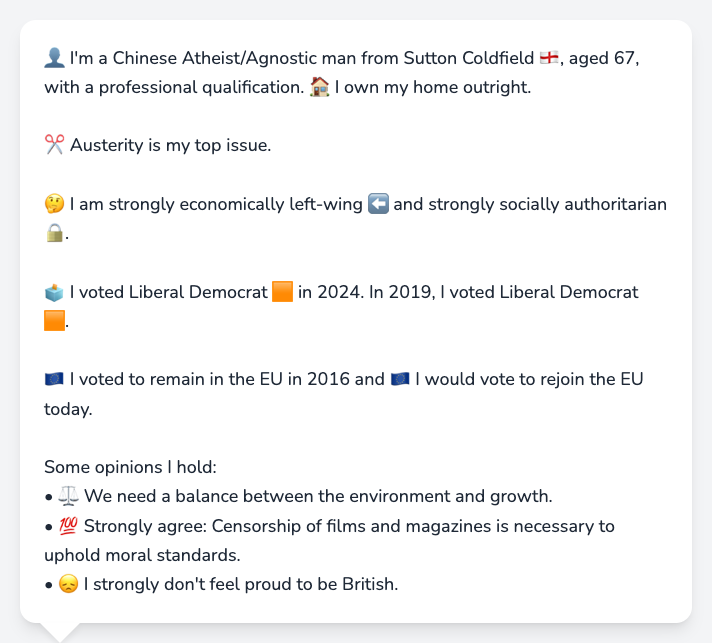 👤 I'm a Chinese Atheist/Agnostic man from Sutton Coldfield 🏴󠁧󠁢󠁥󠁮󠁧󠁿, aged 67,
with a professional qualification. 🏠 I own my home outright.
✂️ Austerity is my top issue.
🤔 I am strongly economically left-wing ⬅️ and strongly socially authoritarian
🔒.
🗳️ I voted Liberal Democrat 🟧 in 2024. In 2019, I voted Liberal Democrat
🟧.
🇪🇺 I voted to remain in the EU in 2016 and 🇪🇺 I would vote to rejoin the EU
today.
Some opinions I hold:
• ⚖️ We need a balance between the environment and growth.
• 💯 Strongly agree: Censorship of films and magazines is necessary to
uphold moral standards.
• 😞 I strongly don't feel proud to be British.